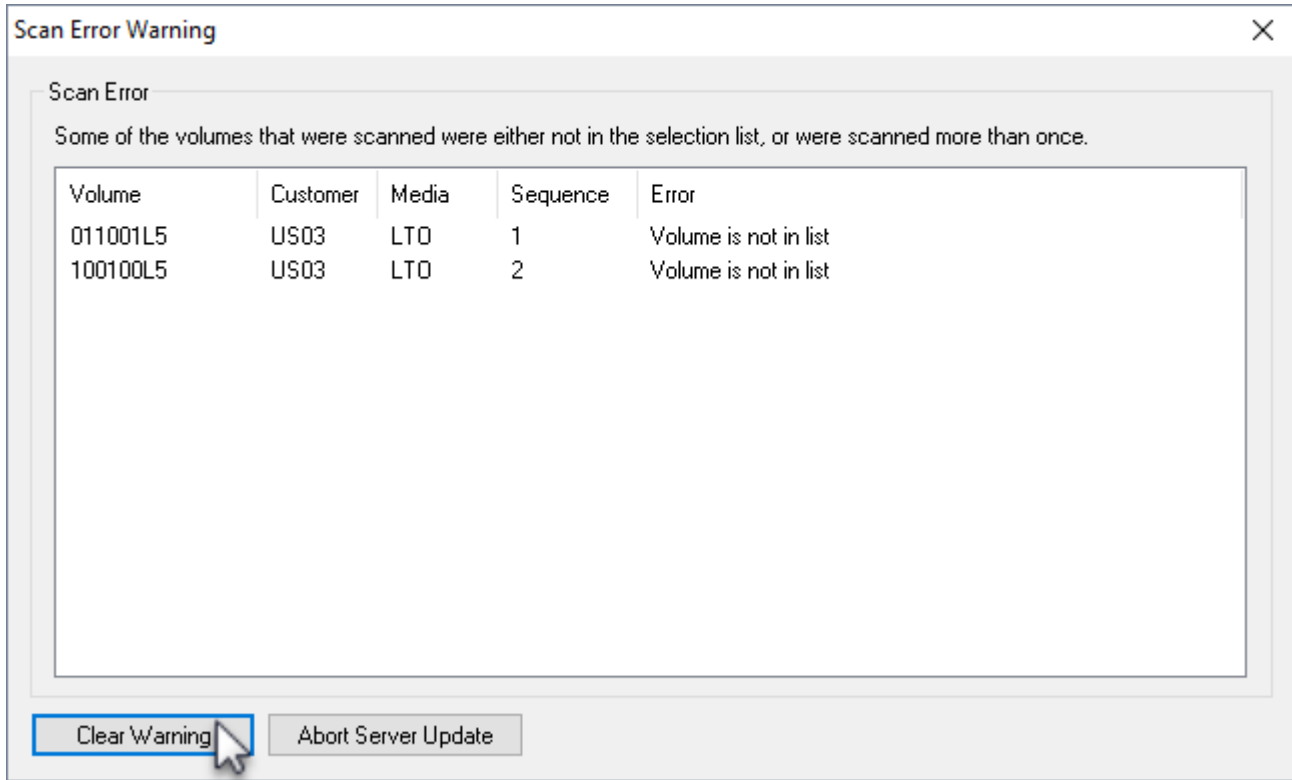 Scan Error Warning
Scan Error
Some of the volumes that were scanned were either not in the selection list, or were scanned more than once.
Volume Customer Media Sequence Error
011001L5 US03 LTO 1 Volume is not in list
100100L5 US03 LTO 2 Volume is not in list
Clear Warning Abort Server Update